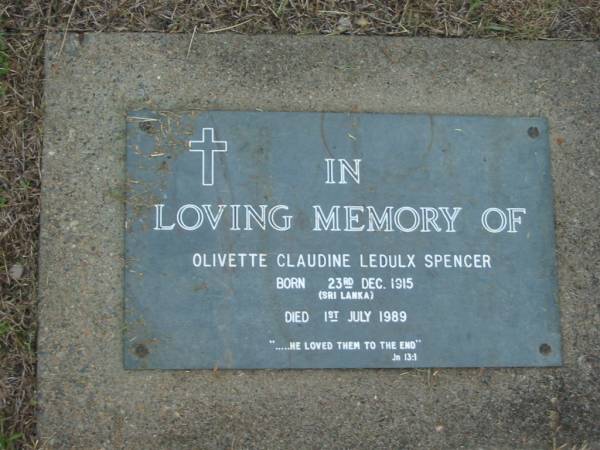 IN
LOVING MEMORY OF
OLIVETTE CLAUDINE LEDULX SPENCER
BORN 23RD DEC. 1915
(SRI LANKA)
DIED 1ST JULY 1989
".....HE LOVED THEM TO THE END"
Jn 13:1